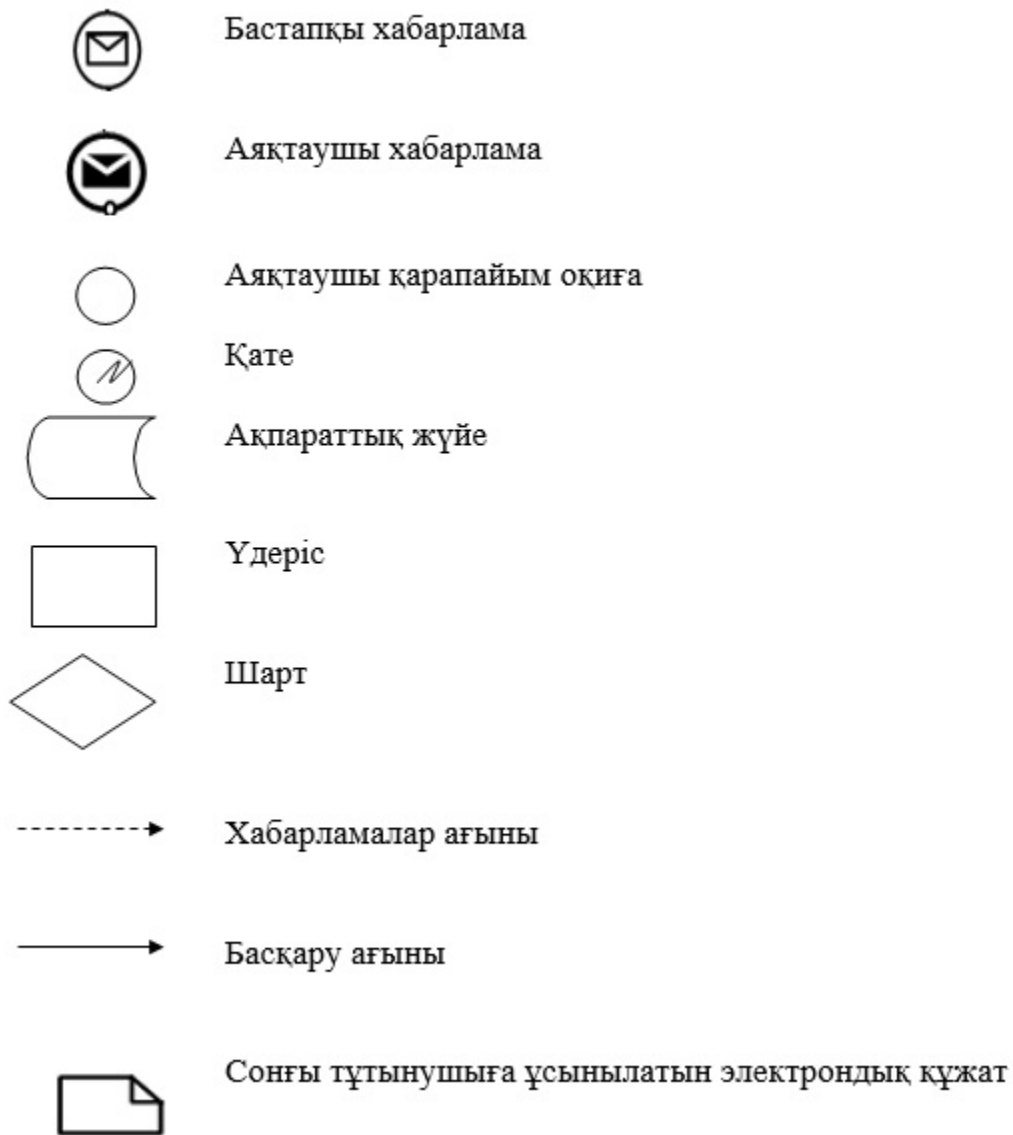 Бастапқы хабарлама
Аяқтаушы хабарлама
Аяқтаушы қарапайым оқиға
Қате
Ақпараттық жүйе
Үдеріс
Шарт
Хабарламалар ағыны
Басқару ағыны
Сонғы тұтынушыға ұсынылатын электрондық құжат